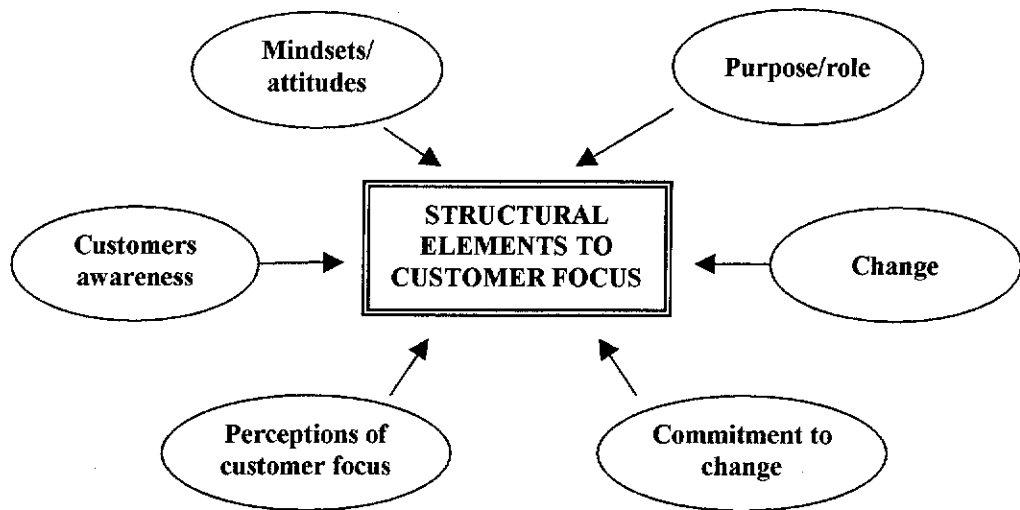 Mindsets/
attitudes
Purpose/role
STRUCTURAL
ELEMENTS TO
CUSTOMER FOCUS
Customers
awareness
Change
Perceptions of
customer focus
Commitment to
change